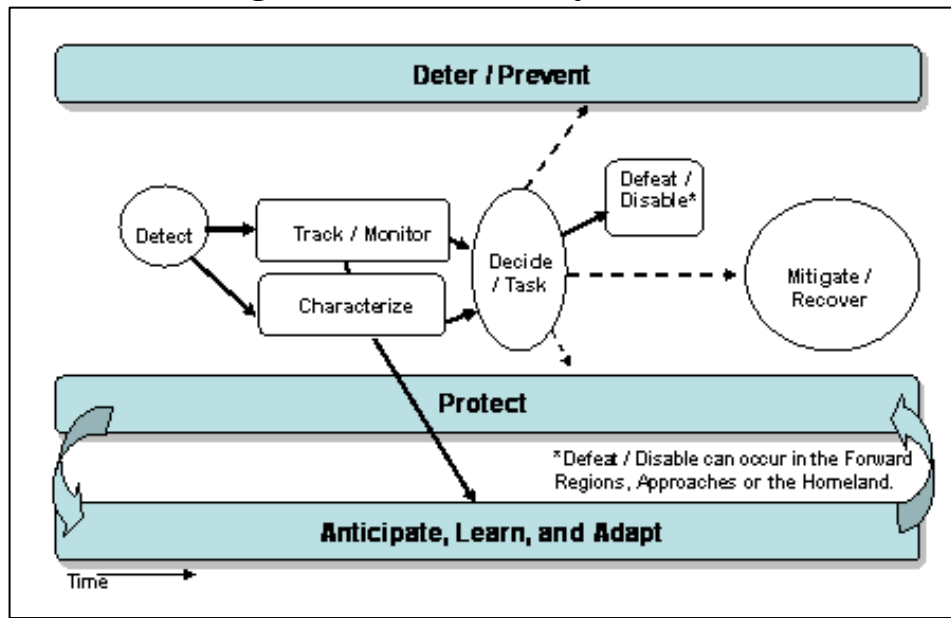 Deter / Prevent
Detect
Track / Monitor
Characterize
Decide
/ Task
Defeat /
Disable*
Mitigate /
Recover
Protect
*Defeat / Disable can occur in the Forward
Regions, Approaches or the Homeland.
Anticipate, Learn, and Adapt
Time